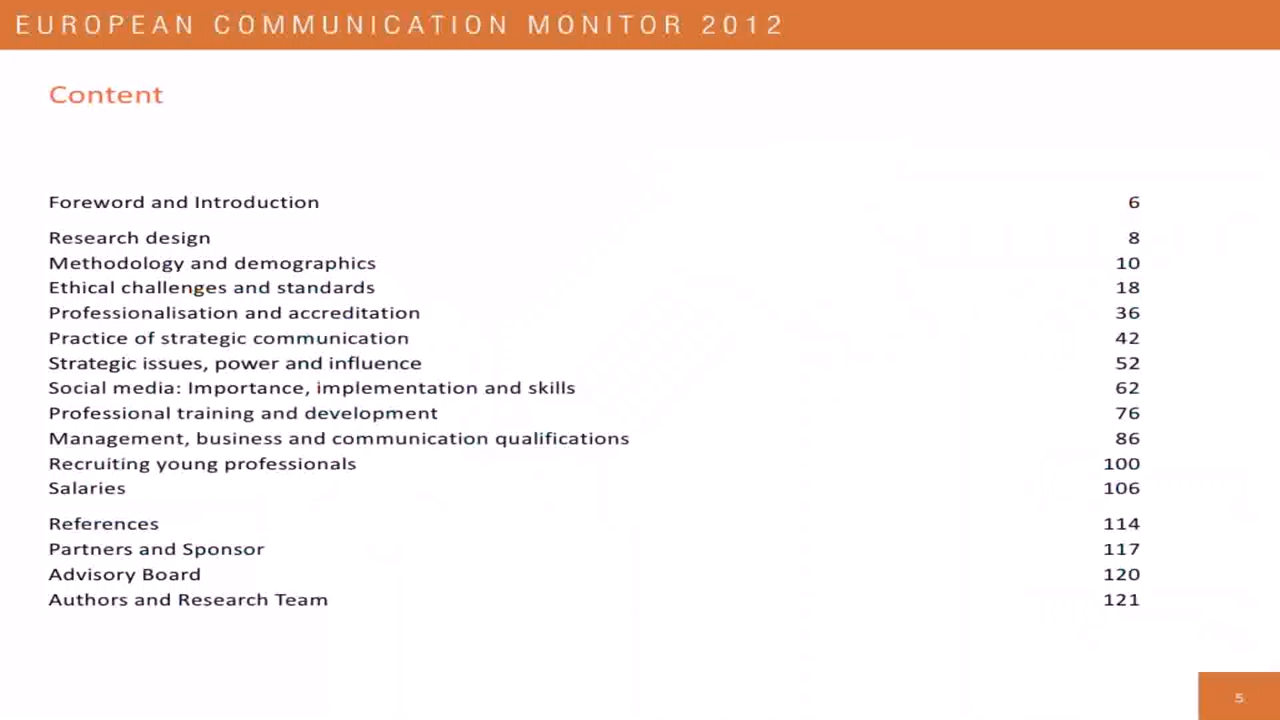 EUROPEAN COMMUNICATION MONITOR 2012
Content
Foreword and Introduction 6
Research design 8
Methodology and demographics 10
Ethical challenges and standards 18
Professionalisation and accreditation 36
Practice of strategic communication 42
Strategic issues, power and influence 52
Social media: Importance, implementation and skills 62
Professional training and development 76
Management, business and communication qualifications 86
Recruiting young professionals 100
Salaries 106
References 114
Partners and Sponsor 117
Advisory Board 120
Authors and Research Team 121
5